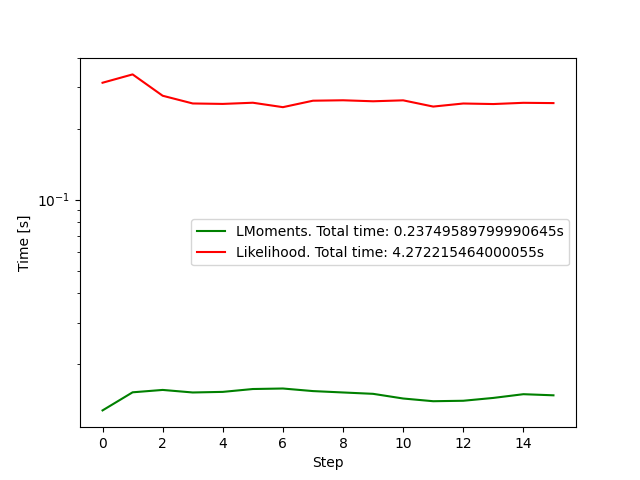 Time [s]
10⁻¹
LMoments. Total time: 0.23749589799990645s
Likelihood. Total time: 4.272215464000055s
0 2 4 6 8 10 12 14
Step